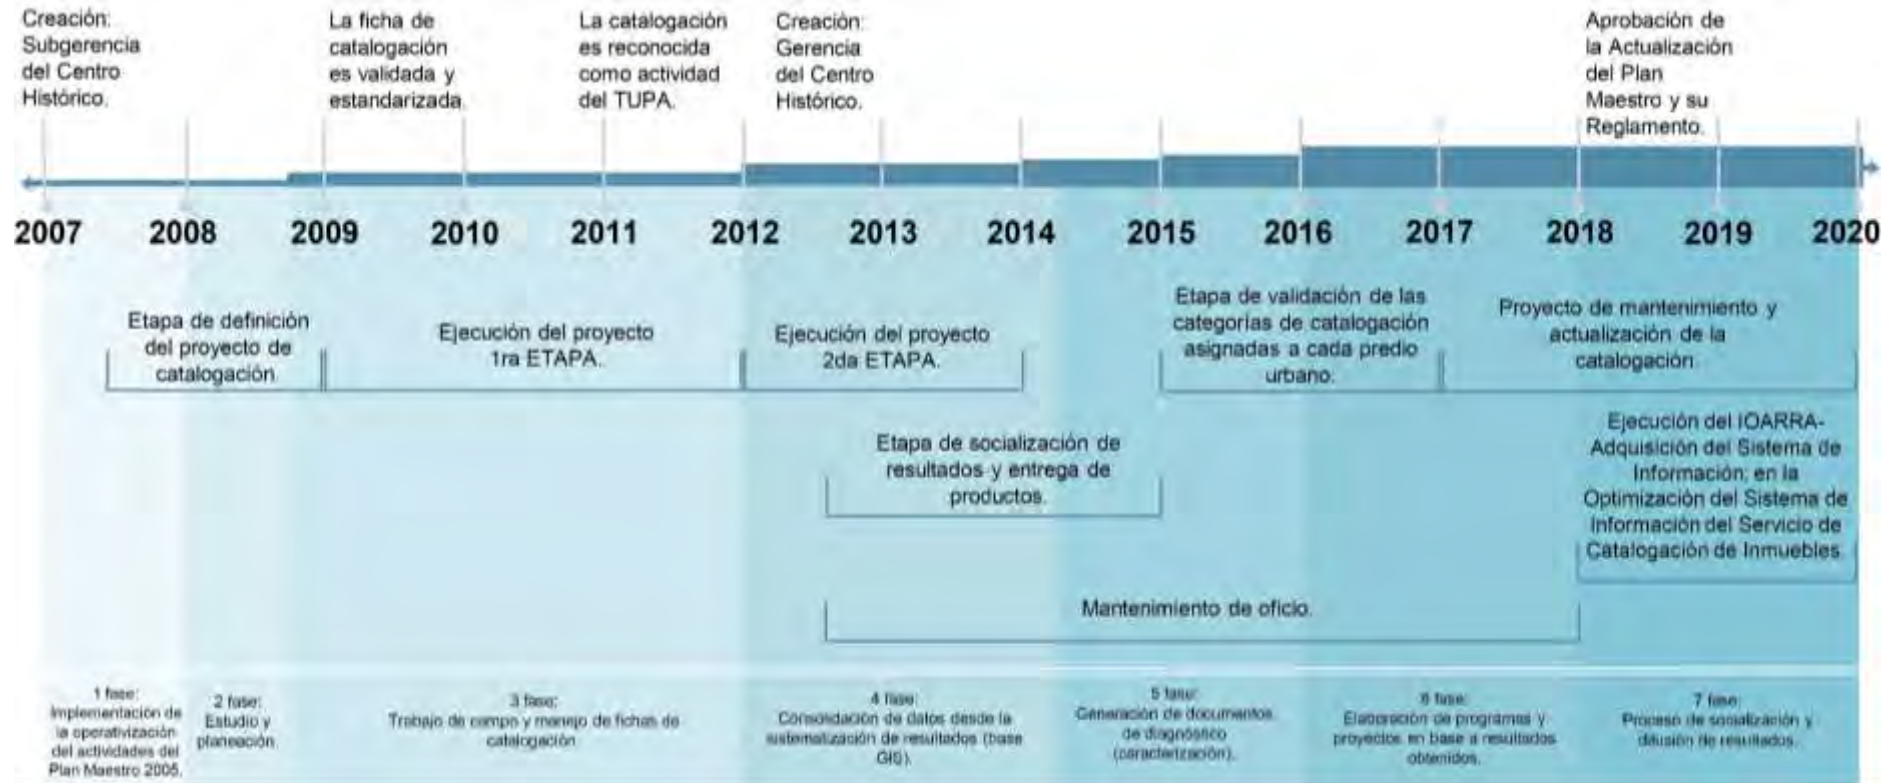 Creación:
Subgerencia
del Centro
Histórico.
La ficha de
catalogación
es validada y
estandarizada.
La catalogación
es reconocida
como actividad
del TUPA.
Creación:
Gerencia
del Centro
Histórico.
Aprobación de
la Actualización
del Plan
Maestro y su
Reglamento.
2007 2008 2009 2010 2011 2012 2013 2014 2015 2016 2017 2018 2019 2020
Etapa de definición
del proyecto de
catalogación
Ejecución del proyecto
1ra ETAPA.
Ejecución del proyecto
2da ETAPA.
Etapa de validación de las
categorías de catalogación
asignadas a cada predio
urbano.
Proyecto de mantenimiento y
actualización de la
catalogación.
Etapa de socialización de
resultados y entrega de
productos.
Ejecución del IOARRA-
Adquisición del Sistema de
Información; en la
Optimización del Sistema de
Información del Servicio de
Catalogación de Inmuebles.
Mantenimiento de oficio.
1 fase:
Implementación de
la operativización
del actividades del
Plan Maestro 2005.
2 fase:
Estudio y
planeación.
3 fase:
Trabajo de campo y manejo de fichas de
catalogación
4 fase:
Consolidación de datos desde la
sistematización de resultados (base
GIS).
5 fase:
Generación de documentos
de diagnóstico
(caracterización).
6 fase:
Elaboración de programas y
proyectos en base a resultados
obtenidos.
7 fase:
Proceso de socialización y
difusión de resultados.